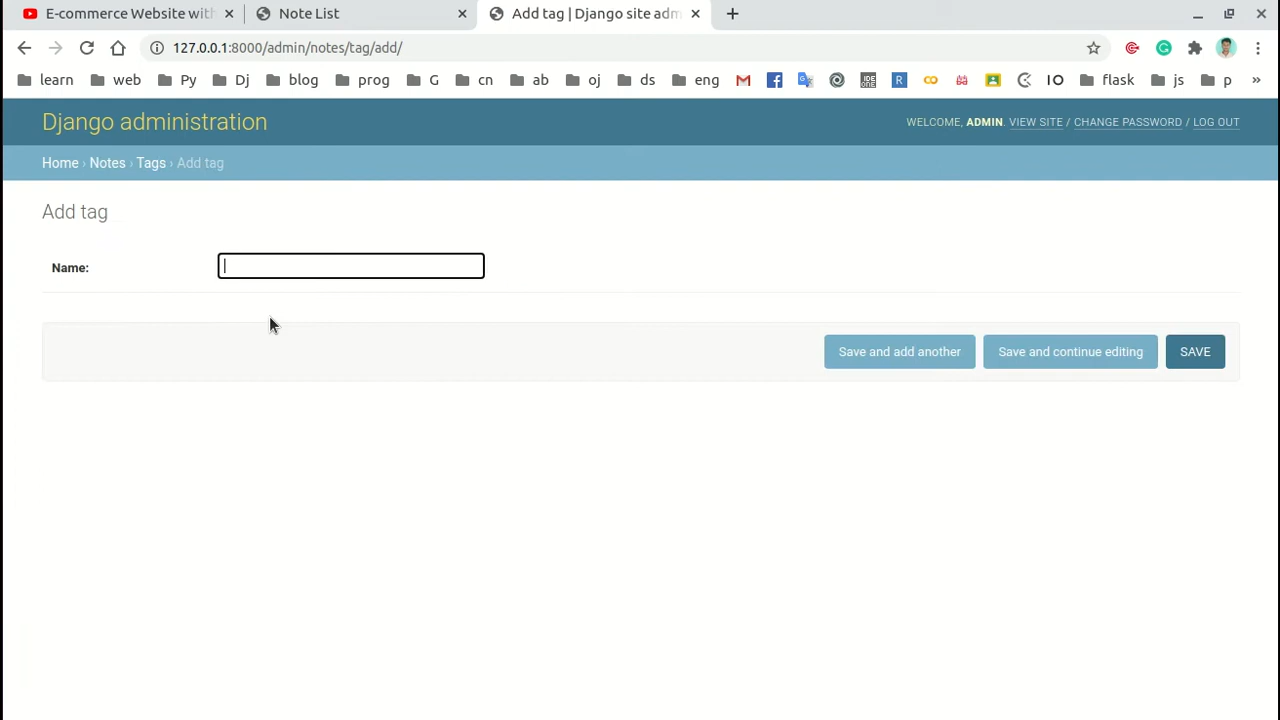 E-commerce Website with
Note List
Add tag | Django site adm
127.0.0.1:8000/admin/notes/tag/add/
learn web Py Dj blog prog G cn ab oj ds eng IDE ONE R IO flask js p »
Django administration
WELCOME, ADMIN. VIEW SITE / CHANGE PASSWORD / LOG OUT
Home › Notes › Tags › Add tag
Add tag
Name:
Save and add another
Save and continue editing
SAVE